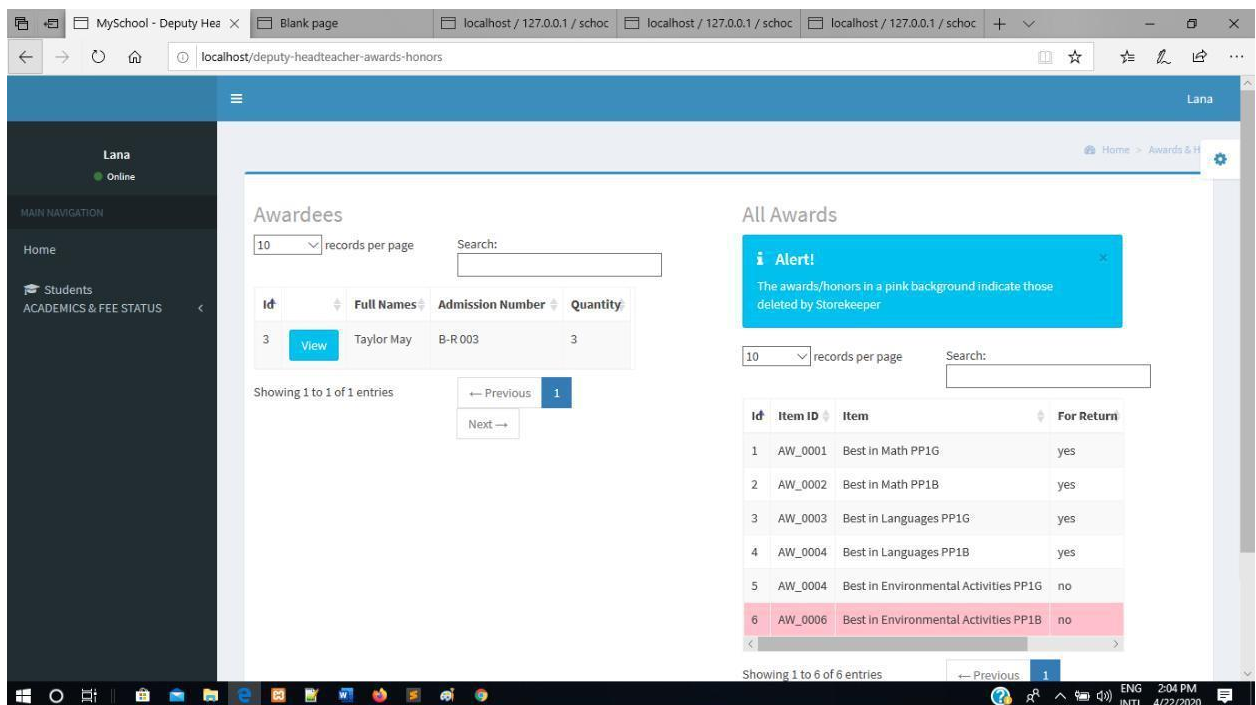 MySchool - Deputy Hea
Blank page
localhost / 127.0.0.1 / schoc
localhost / 127.0.0.1 / schoc
localhost / 127.0.0.1 / schoc
localhost/deputy-headteacher-awards-honors
Lana
Lana
Online
Home > Awards & H
MAIN NAVIGATION
Home
Students
ACADEMICS & FEE STATUS
Awardees
10 records per page Search:
Id Full Names Admission Number Quantity
3 View Taylor May B-R 003 3
Showing 1 to 1 of 1 entries ← Previous 1
Next →
All Awards
Alert!
The awards/honors in a pink background indicate those
deleted by Storekeeper
10 records per page Search:
Id Item ID Item For Return
1 AW_0001 Best in Math PP1G yes
2 AW_0002 Best in Math PP1B yes
3 AW_0003 Best in Languages PP1G yes
4 AW_0004 Best in Languages PP1B yes
5 AW_0004 Best in Environmental Activities PP1G no
6 AW_0006 Best in Environmental Activities PP1B no
Showing 1 to 6 of 6 entries ← Previous 1
ENG 2:04 PM
INTL 4/22/2020